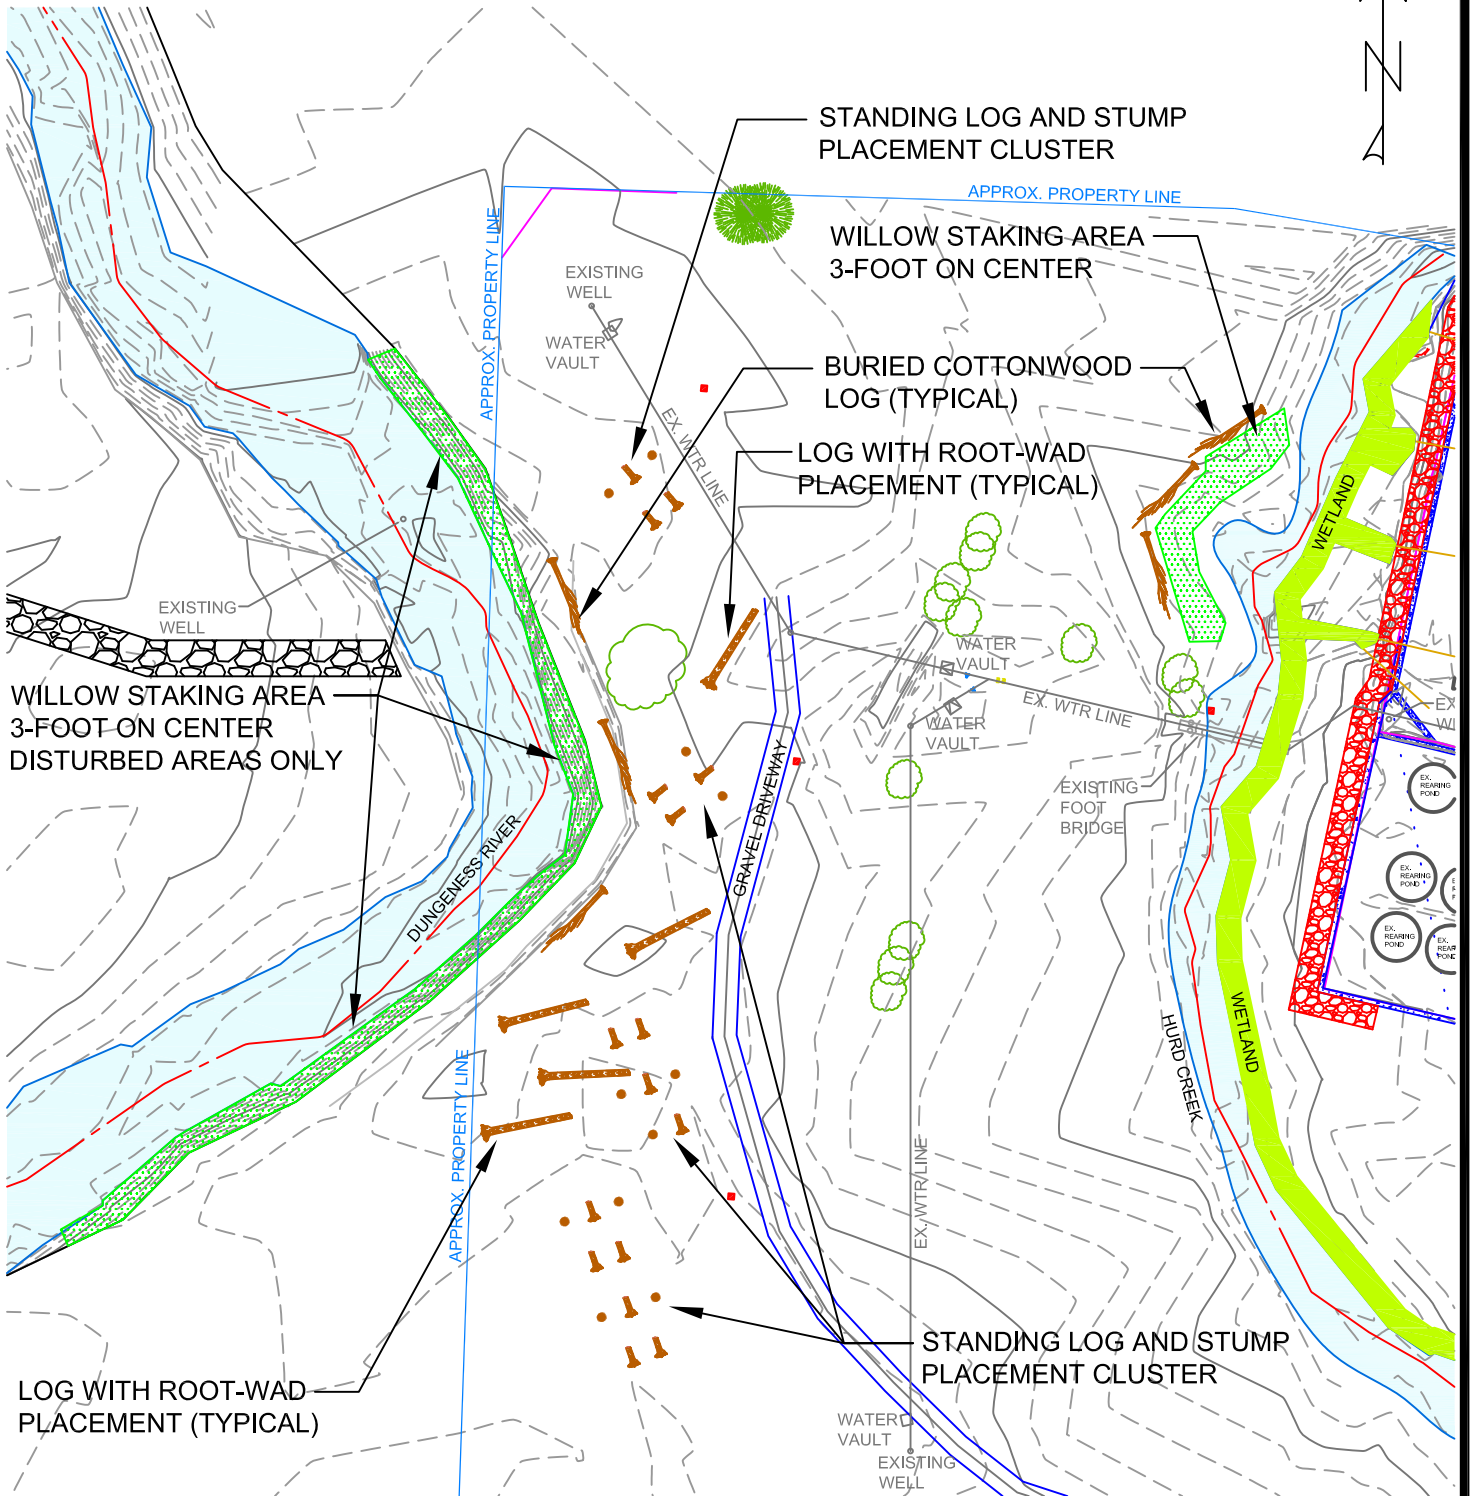 N
STANDING LOG AND STUMP
PLACEMENT CLUSTER
APPROX. PROPERTY LINE
WILLOW STAKING AREA
3-FOOT ON CENTER
APPROX. PROPERTY LINE
EXISTING
WELL
WATER
VAULT
BURIED COTTONWOOD
LOG (TYPICAL)
EX. WTR LINE
LOG WITH ROOT-WAD
PLACEMENT (TYPICAL)
WETLAND
EXISTING
WELL
WATER
VAULT
WILLOW STAKING AREA
3-FOOT ON CENTER
DISTURBED AREAS ONLY
EX. WTR LINE
WATER
VAULT
GRAVEL DRIVEWAY
EXISTING
FOOT
BRIDGE
EX.
REARING
POND
DUNGENESS RIVER
EX.
REARING
POND
EX.
REARING
POND
EX.
WETLAND
HURD CREEK
APPROX. PROPERTY LINE
EX. WTR LINE
STANDING LOG AND STUMP
PLACEMENT CLUSTER
LOG WITH ROOT-WAD
PLACEMENT (TYPICAL)
WATER
VAULT
EXISTING
WELL